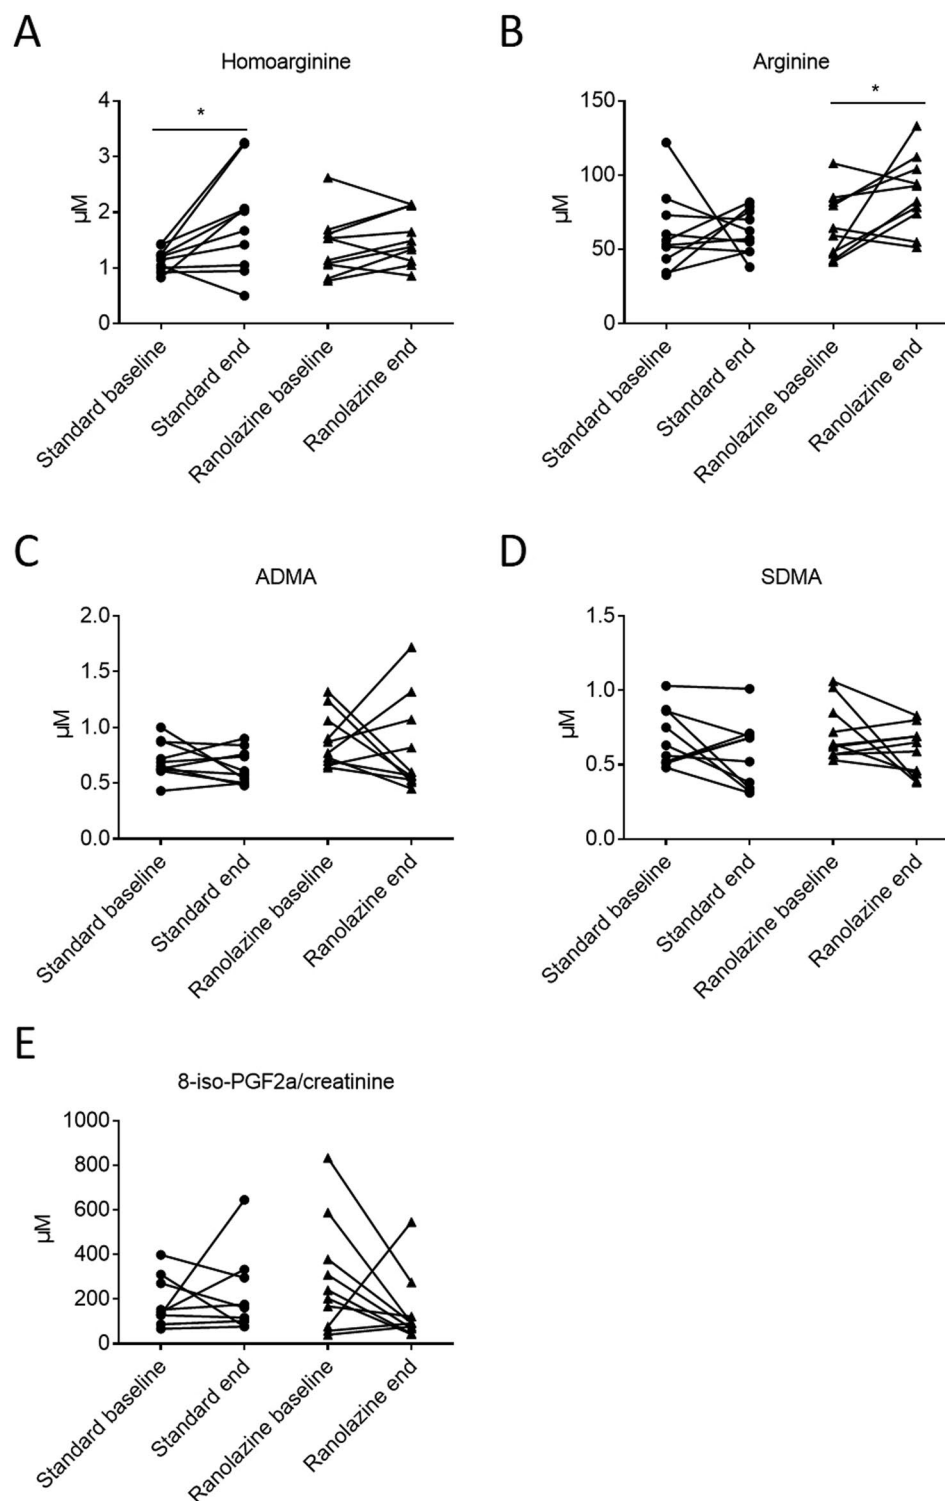 A
Homoarginine
*
4
3
2
1
0
µM
Standard baseline
Standard end
Ranolazine baseline
Ranolazine end
B
Arginine
*
150
100
50
0
µM
Standard baseline
Standard end
Ranolazine baseline
Ranolazine end
C
ADMA
2.0
1.5
1.0
0.5
0.0
µM
Standard baseline
Standard end
Ranolazine baseline
Ranolazine end
D
SDMA
1.5
1.0
0.5
0.0
µM
Standard baseline
Standard end
Ranolazine baseline
Ranolazine end
E
8-iso-PGF2a/creatinine
1000
800
600
400
200
0
µM
Standard baseline
Standard end
Ranolazine baseline
Ranolazine end